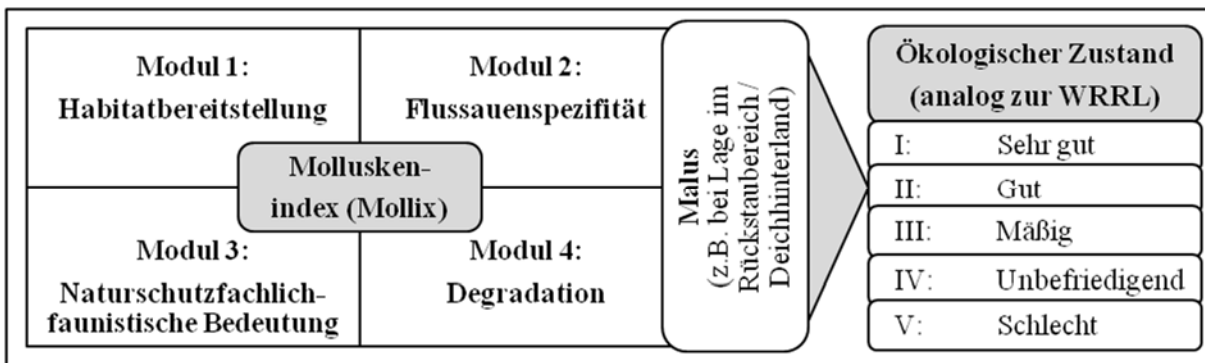 Modul 1:
Habitatbereitstellung
Modul 2:
Flussauenspezifität
Mollusken-
index (Mollix)
Modul 3:
Naturschutzfachlich-
faunistische Bedeutung
Modul 4:
Degradation
Malus
(z.B. bei Lage im
Rückstaubereich /
Deichhinterland)
Ökologischer Zustand
(analog zur WRRL)
I: Sehr gut
II: Gut
III: Mäßig
IV: Unbefriedigend
V: Schlecht